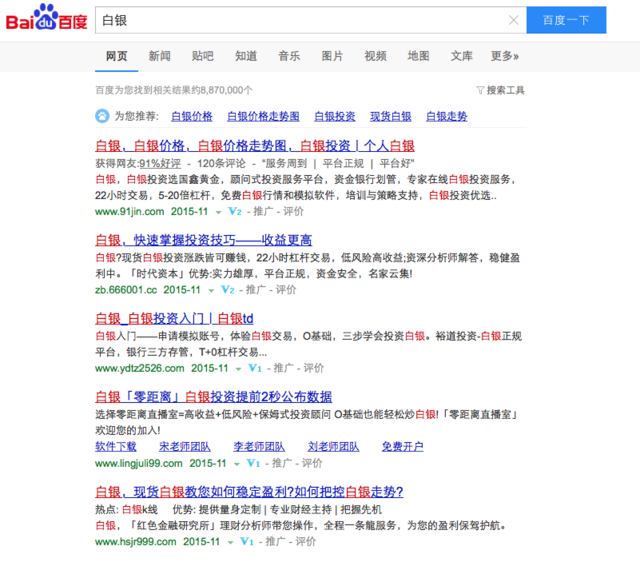 Bai du 百度
白银
百度一下
网页 新闻 贴吧 知道 音乐 图片 视频 地图 文库 更多»
百度为您找到相关结果约8,870,000个 搜索工具
为您推荐: 白银价格 白银价格走势图 白银投资 现货白银 白银走势
白银，白银价格，白银价格走势图，白银投资｜个人白银
获得网友:91%好评 - 120条评论 - “服务周到 | 平台正规 | 平台好”
白银，白银投资选国鑫黄金，顾问式投资服务平台，资金银行划管，专家在线白银投资服务，
22小时交易，5-20倍杠杆，免费白银行情和模拟软件，培训与策略支持，白银投资优选..
www.91jin.com 2015-11 V2 - 推广 - 评价
白银，快速掌握投资技巧——收益更高
白银?现货白银投资涨跌皆可赚钱，22小时杠杆交易，低风险高收益;资深分析师解答，稳健盈
利中。「时代资本」优势:实力雄厚，平台正规，资金安全，名家云集!
zb.666001.cc 2015-11 V2 - 推广 - 评价
白银_白银投资入门｜白银td
白银入门——申请模拟账号，体验白银交易，O基础，三步学会投资白银。裕道投资-白银正规
平台，银行三方存管，T+0杠杆交易...
www.ydtz2526.com 2015-11 V1 - 推广 - 评价
白银「零距离」白银投资提前2秒公布数据
选择零距离直播室=高收益+低风险+保姆式投资顾问 O基础也能轻松炒白银!「零距离直播室」
欢迎您的加入!
软件下载 宋老师团队 李老师团队 刘老师团队 免费开户
www.lingjuli99.com 2015-11 V1 - 推广 - 评价
白银，现货白银教您如何稳定盈利?如何把控白银走势?
热点: 白银k线 优势: 提供量身定制 | 专业财经主持 | 把握先机
白银，「红色金融研究所」理财分析师带您操作，全程一条龍服务，为您的盈利保驾护航。
www.hsjr999.com 2015-11 V1 - 推广 - 评价